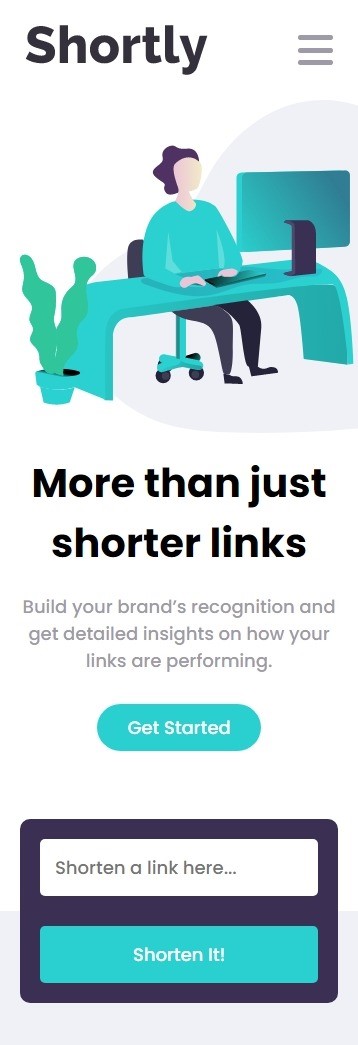 Shortly
More than just
shorter links
Build your brand’s recognition and
get detailed insights on how your
links are performing.
Get Started
Shorten a link here...
Shorten It!